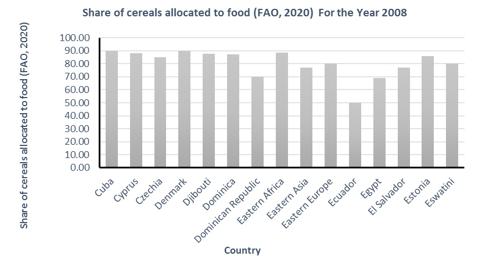 Share of cereals allocated to food (FAO, 2020) For the Year 2008
Share of cereals allocated to food (FAO, 2020)
100.00
90.00
80.00
70.00
60.00
50.00
40.00
30.00
20.00
10.00
0.00
Cuba
Cyprus
Czechia
Denmark
Djibouti
Dominica
Dominican Republic
Eastern Africa
Eastern Asia
Eastern Europe
Ecuador
Egypt
El Salvador
Estonia
Eswatini
Country